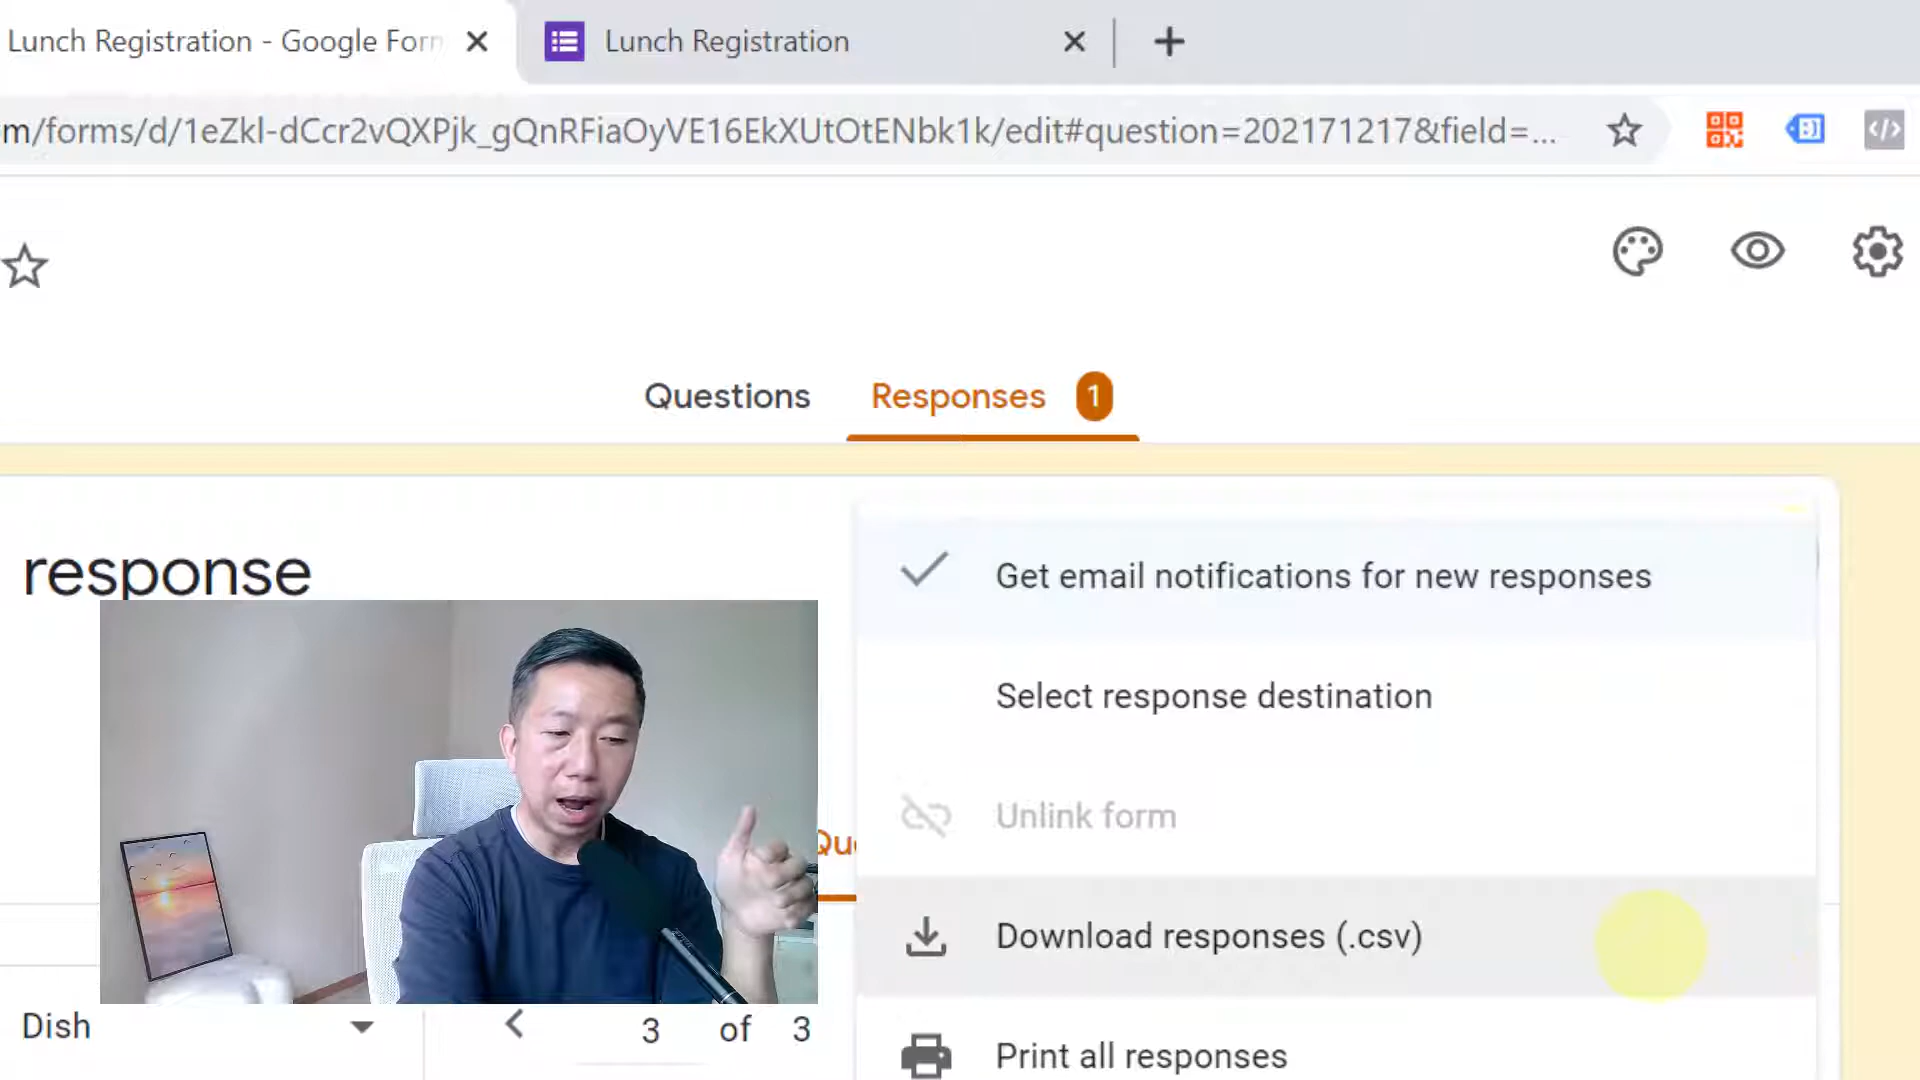 Lunch Registration - Google Forn
Lunch Registration
m/forms/d/1eZkl-dCcr2vQXPjk_gQnRFiaOyVE16EkXUtOtENbk1k/edit#question=202171217&field=...
Questions
Responses 1
response
Get email notifications for new responses
Select response destination
Unlink form
Que
Download responses (.csv)
Dish
3 of 3
Print all responses